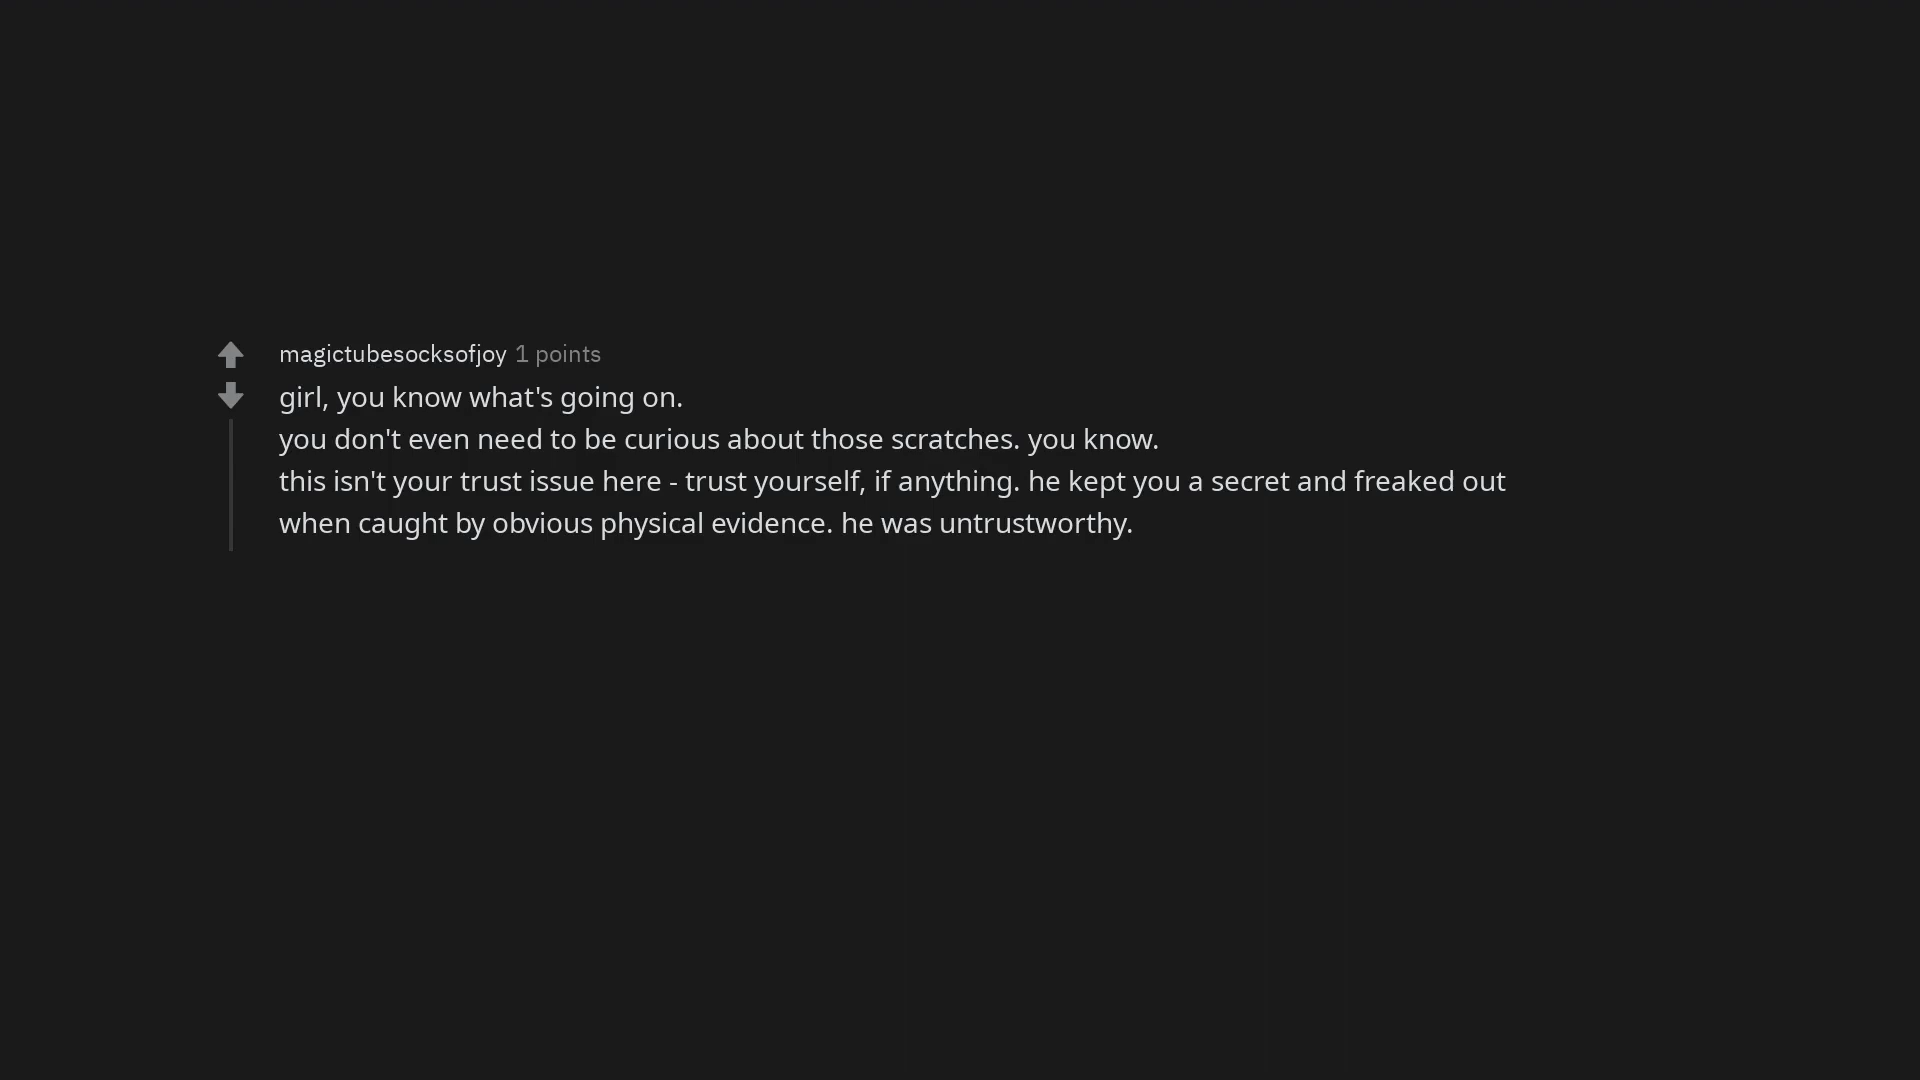 magictubesocksofjoy 1 points
girl, you know what's going on.
you don't even need to be curious about those scratches. you know.
this isn't your trust issue here - trust yourself, if anything. he kept you a secret and freaked out
when caught by obvious physical evidence. he was untrustworthy.